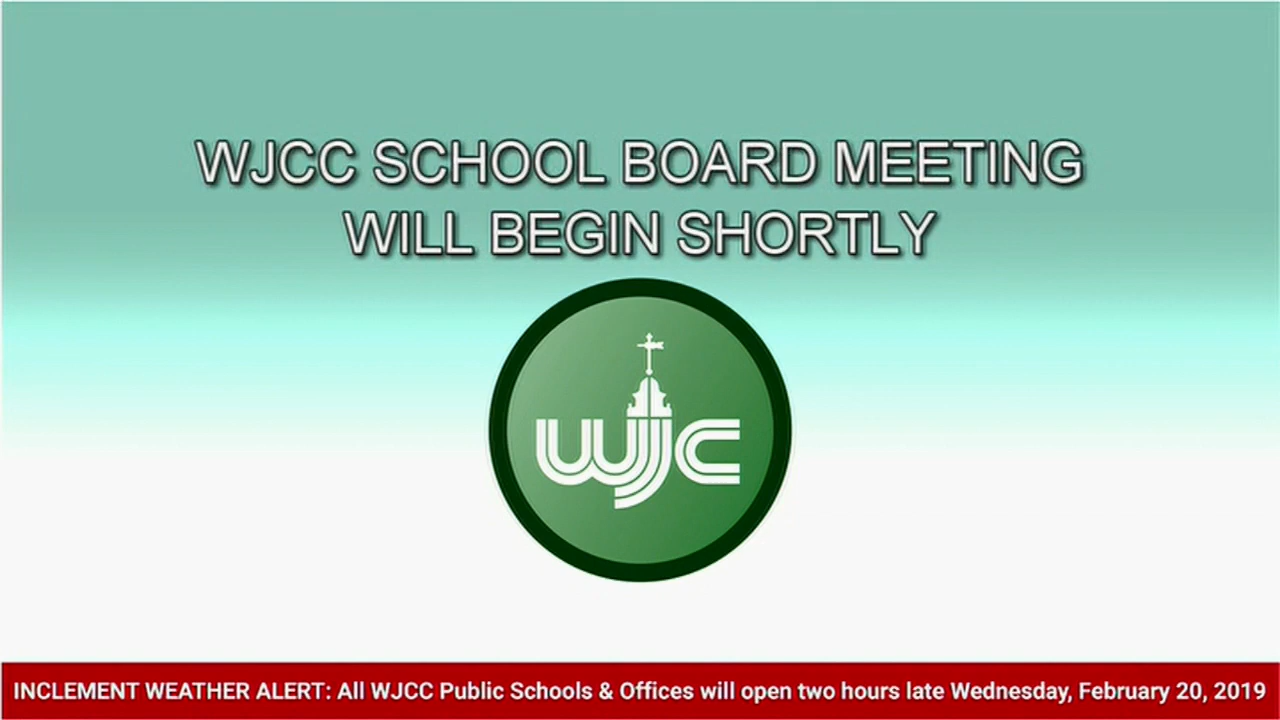 WJCC SCHOOL BOARD MEETING
WILL BEGIN SHORTLY
wjc
INCLEMENT WEATHER ALERT: All WJCC Public Schools & Offices will open two hours late Wednesday, February 20, 2019